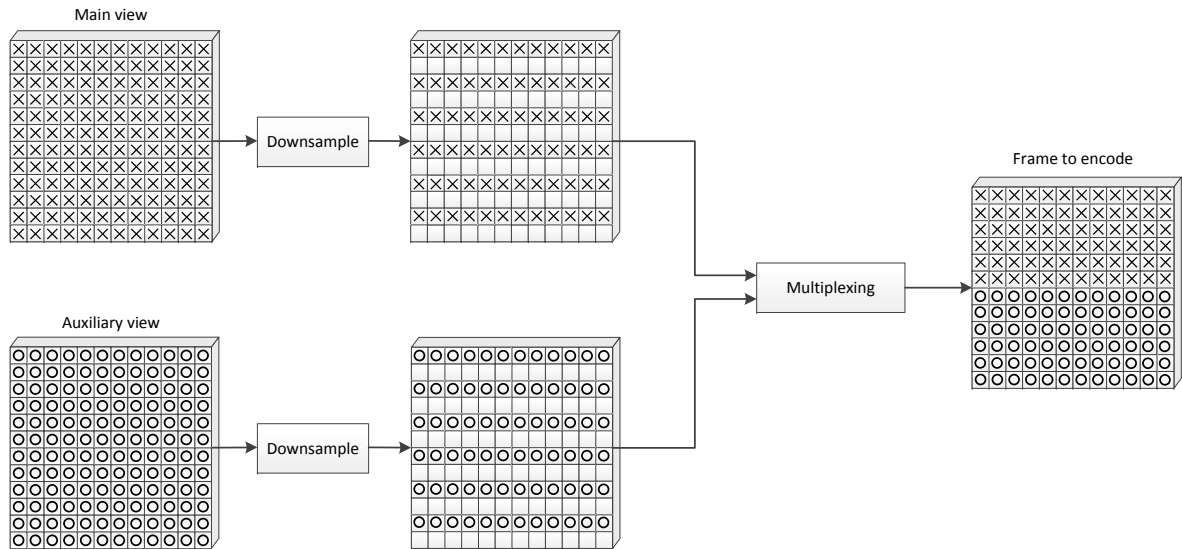 Main view
Downsample
Frame to encode
Multiplexing
Auxiliary view
Downsample